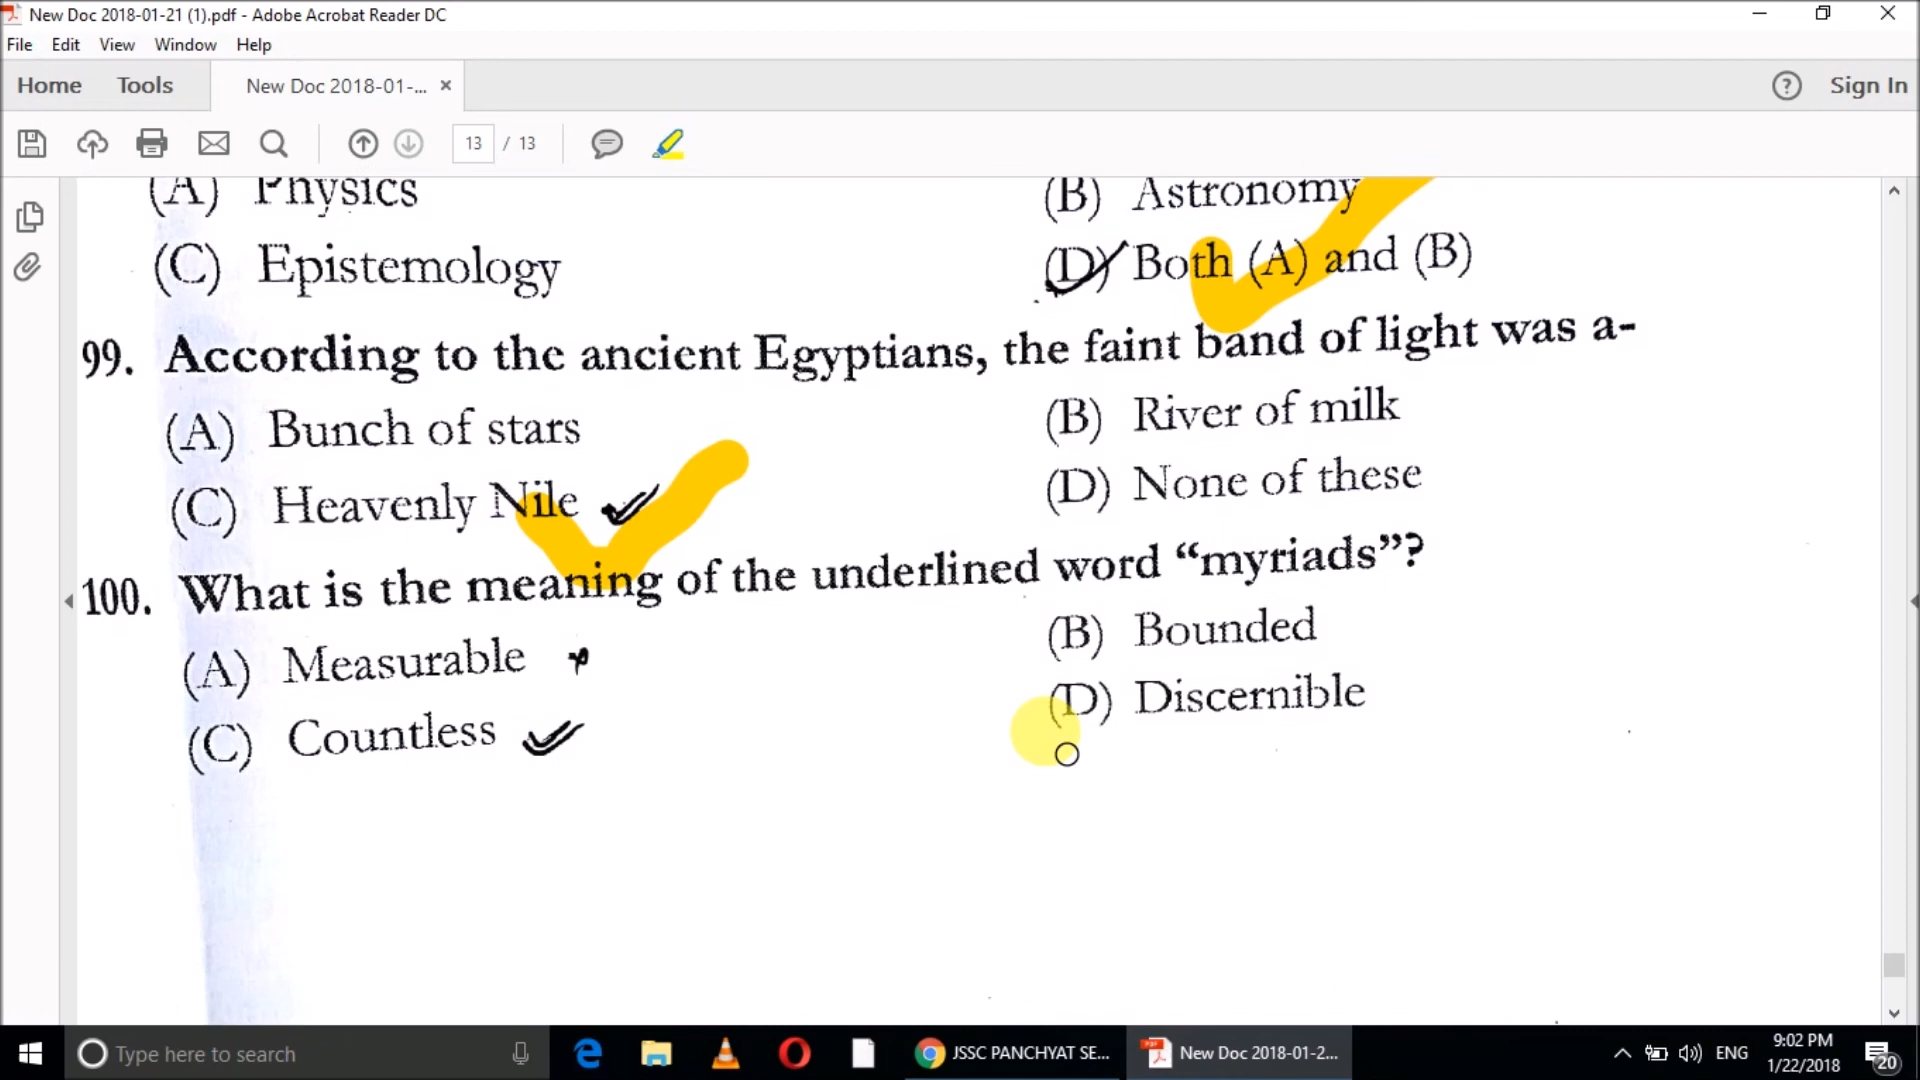 New Doc 2018-01-21 (1).pdf - Adobe Acrobat Reader DC
File Edit View Window Help
Home Tools New Doc 2018-01-... × ? Sign In
13 / 13
(A) Physics (B) Astronomy
(C) Epistemology (D) Both (A) and (B)
99. According to the ancient Egyptians, the faint band of light was a-
(A) Bunch of stars (B) River of milk
(C) Heavenly Nile (D) None of these
100. What is the meaning of the underlined word “myriads”?
(A) Measurable (B) Bounded
(C) Countless (D) Discernible
Type here to search JSSC PANCHYAT SE... New Doc 2018-01-2... ENG 9:02 PM
1/22/2018 20